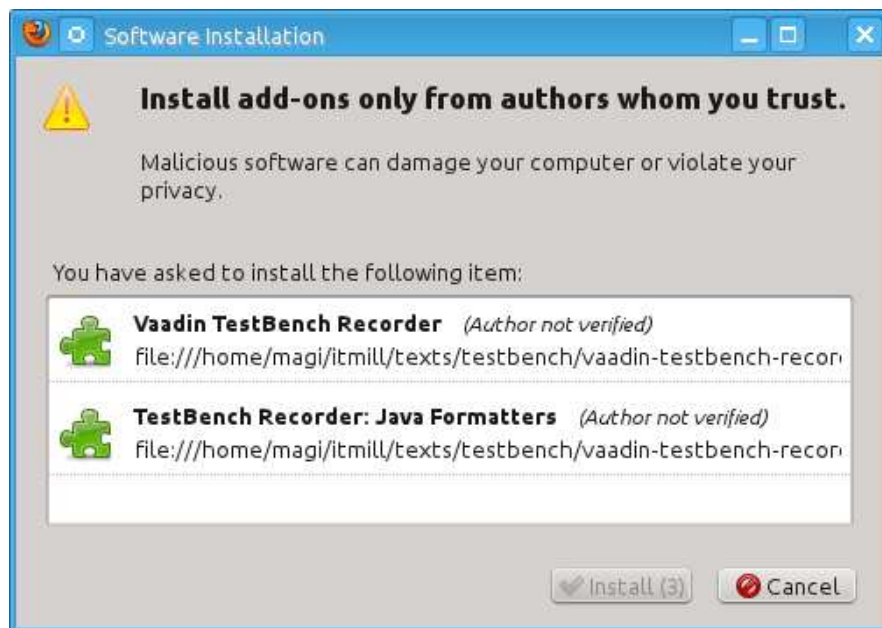 Software Installation
Install add-ons only from authors whom you trust.
Malicious software can damage your computer or violate your
privacy.
You have asked to install the following item:
Vaadin TestBench Recorder (Author not verified)
file:///home/magi/itmill/texts/testbench/vaadin-testbench-recor
TestBench Recorder: Java Formatters (Author not verified)
file:///home/magi/itmill/texts/testbench/vaadin-testbench-recor
Install (3) Cancel